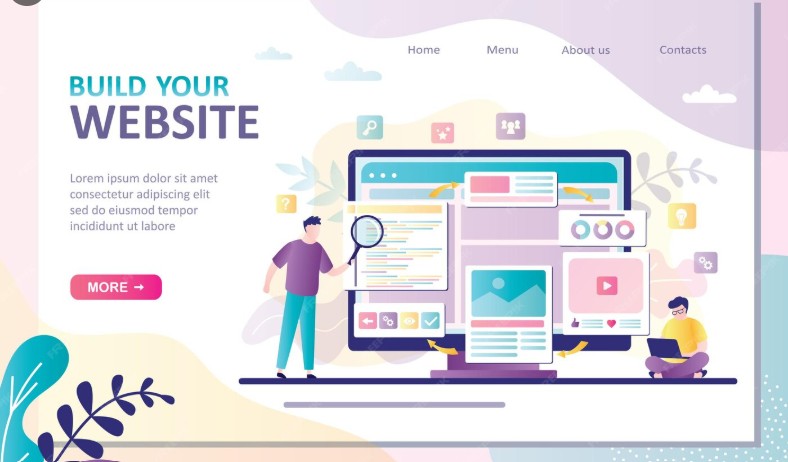 Home Menu About us Contacts
BUILD YOUR
WEBSITE
Lorem ipsum dolor sit amet
consectetur adipiscing elit
sed do eiusmod tempor
incididunt ut labore
?
MORE →